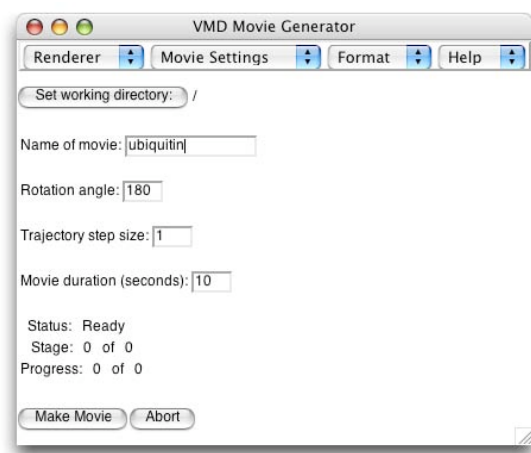 VMD Movie Generator
Renderer Movie Settings Format Help
Set working directory: /
Name of movie: ubiquitin
Rotation angle: 180
Trajectory step size: 1
Movie duration (seconds): 10
Status: Ready
Stage: 0 of 0
Progress: 0 of 0
Make Movie Abort